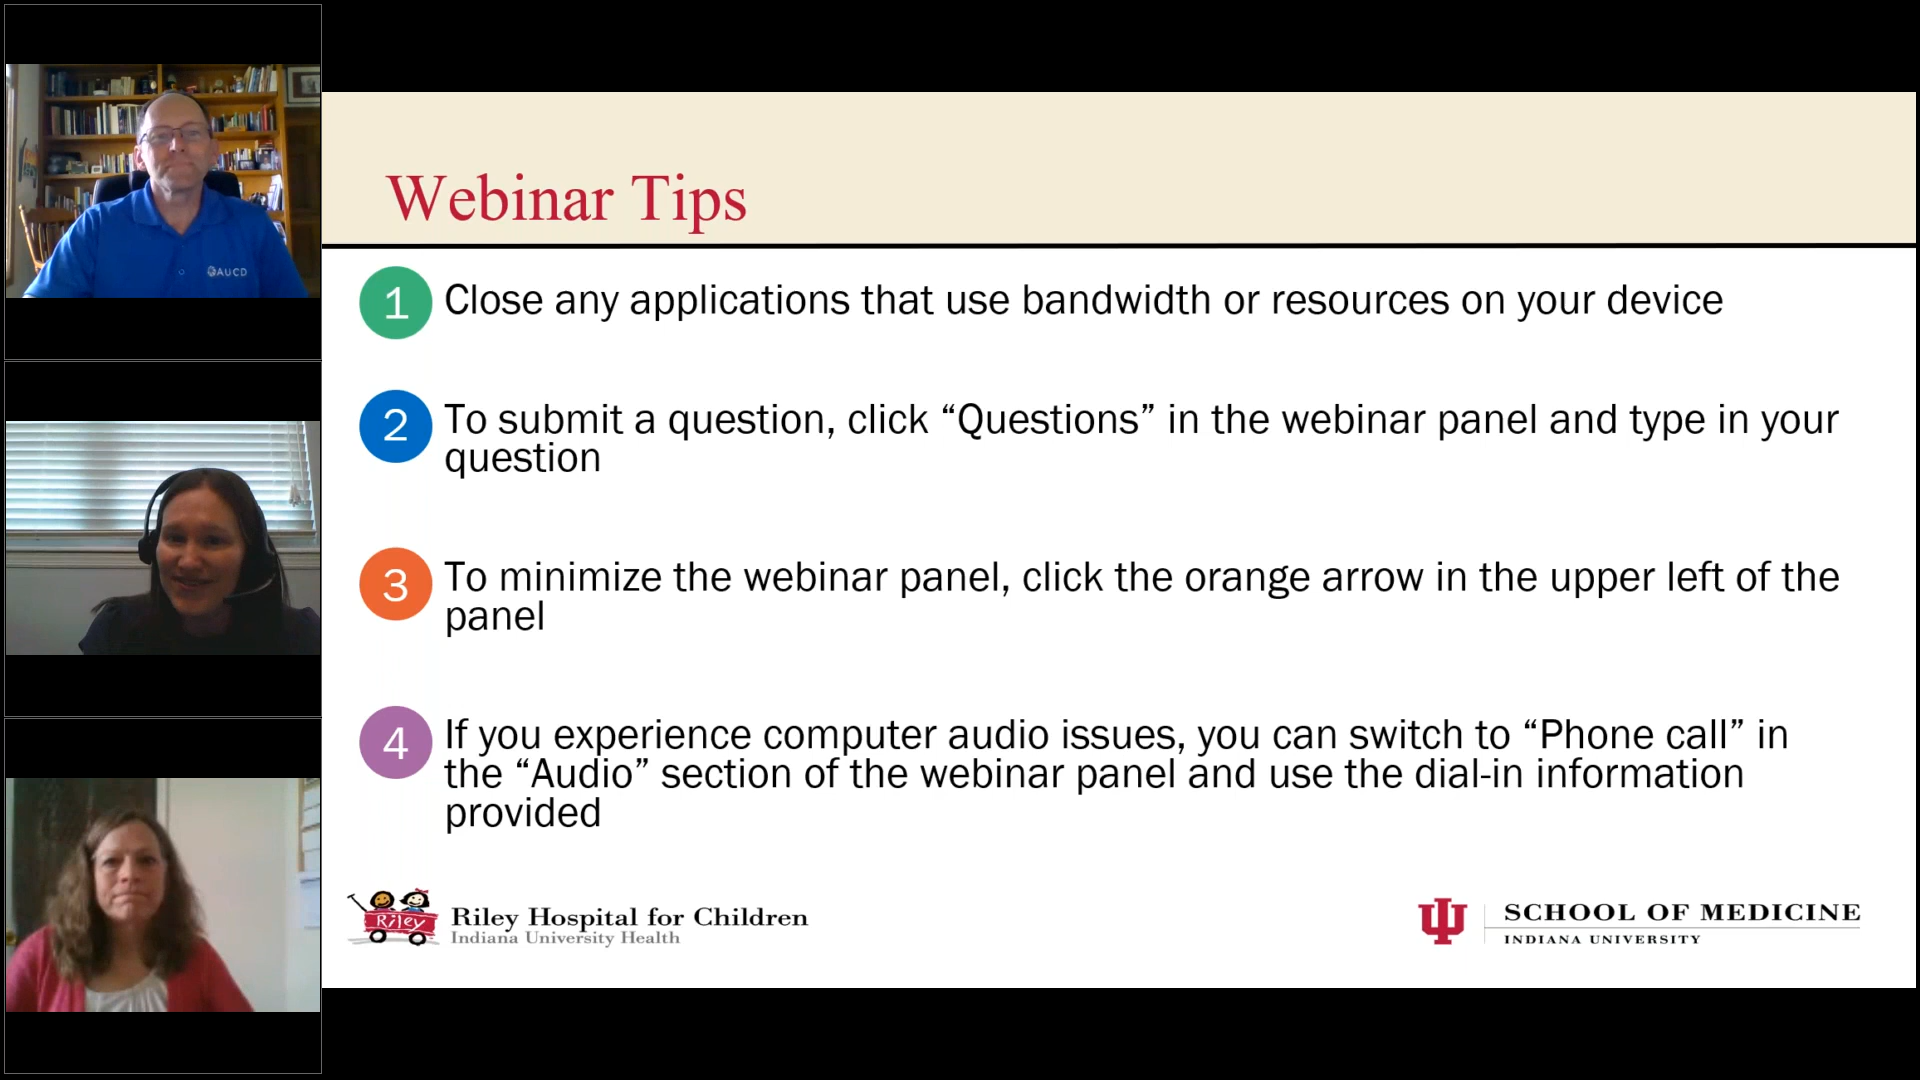 AUCD
Webinar Tips
1 Close any applications that use bandwidth or resources on your device
2 To submit a question, click “Questions” in the webinar panel and type in your
question
3 To minimize the webinar panel, click the orange arrow in the upper left of the
panel
4 If you experience computer audio issues, you can switch to “Phone call” in
the “Audio” section of the webinar panel and use the dial-in information
provided
Riley
Riley Hospital for Children
Indiana University Health
SCHOOL OF MEDICINE
INDIANA UNIVERSITY